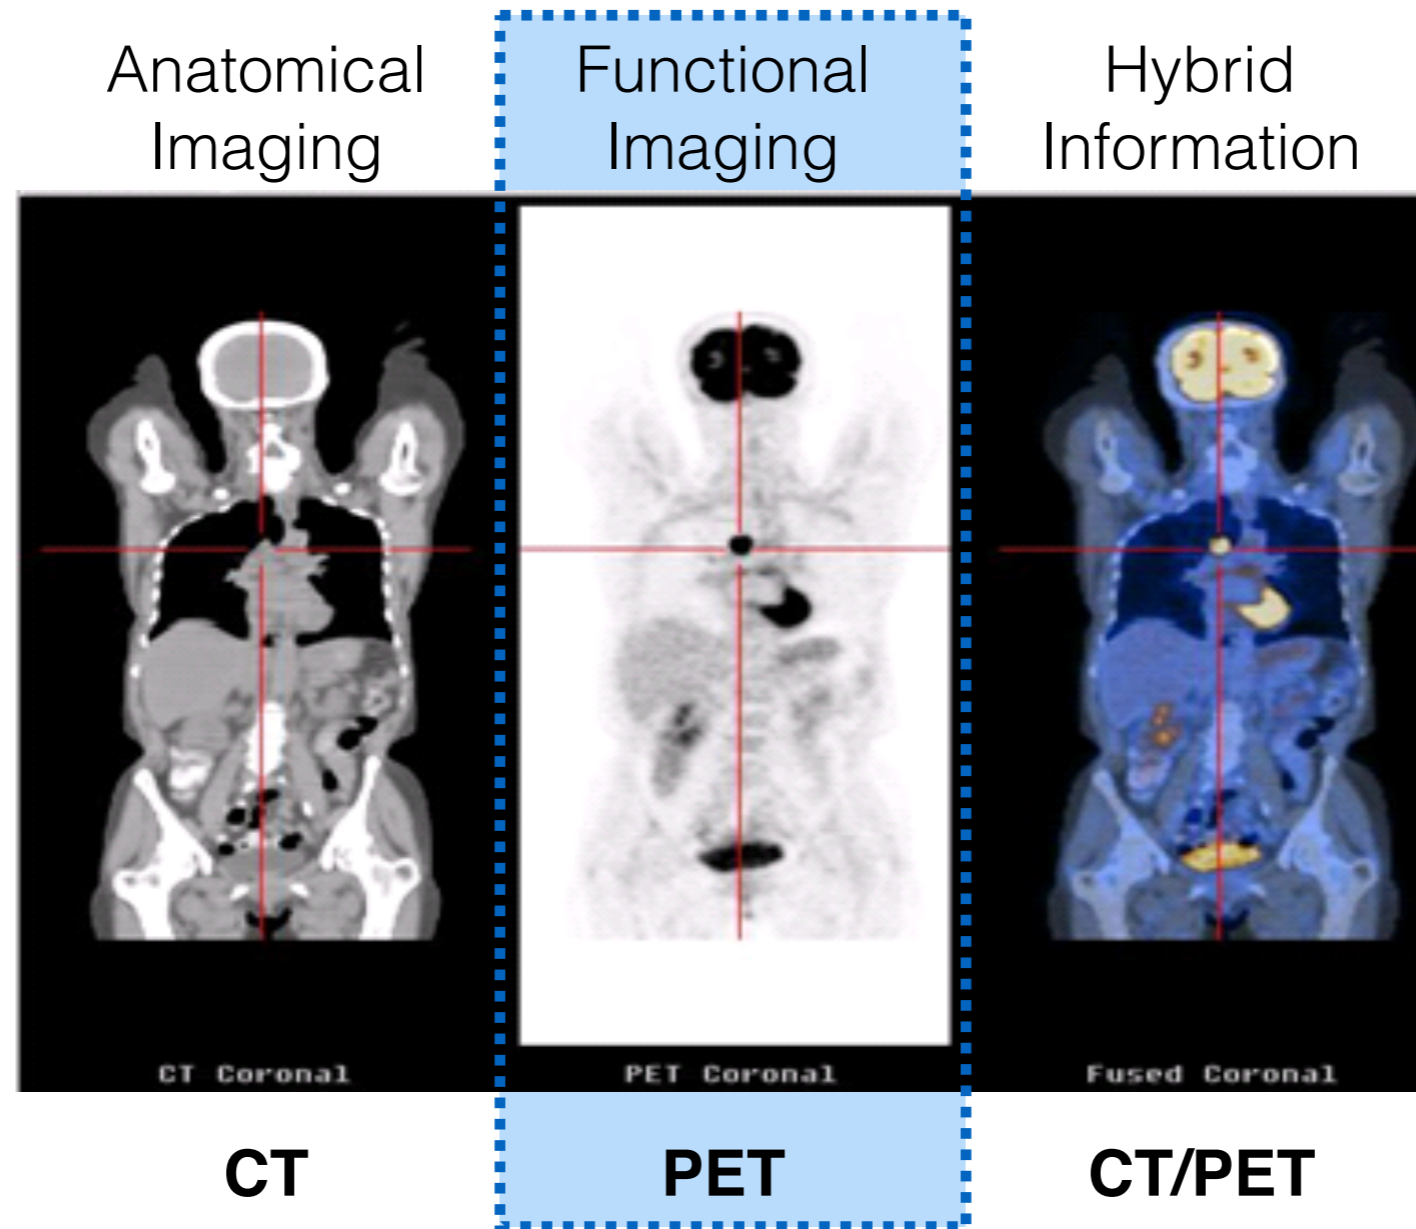 Anatomical
Imaging
Functional
Imaging
Hybrid
Information
CT Coronal
PET Coronal
Fused Coronal
CT
PET
CT/PET